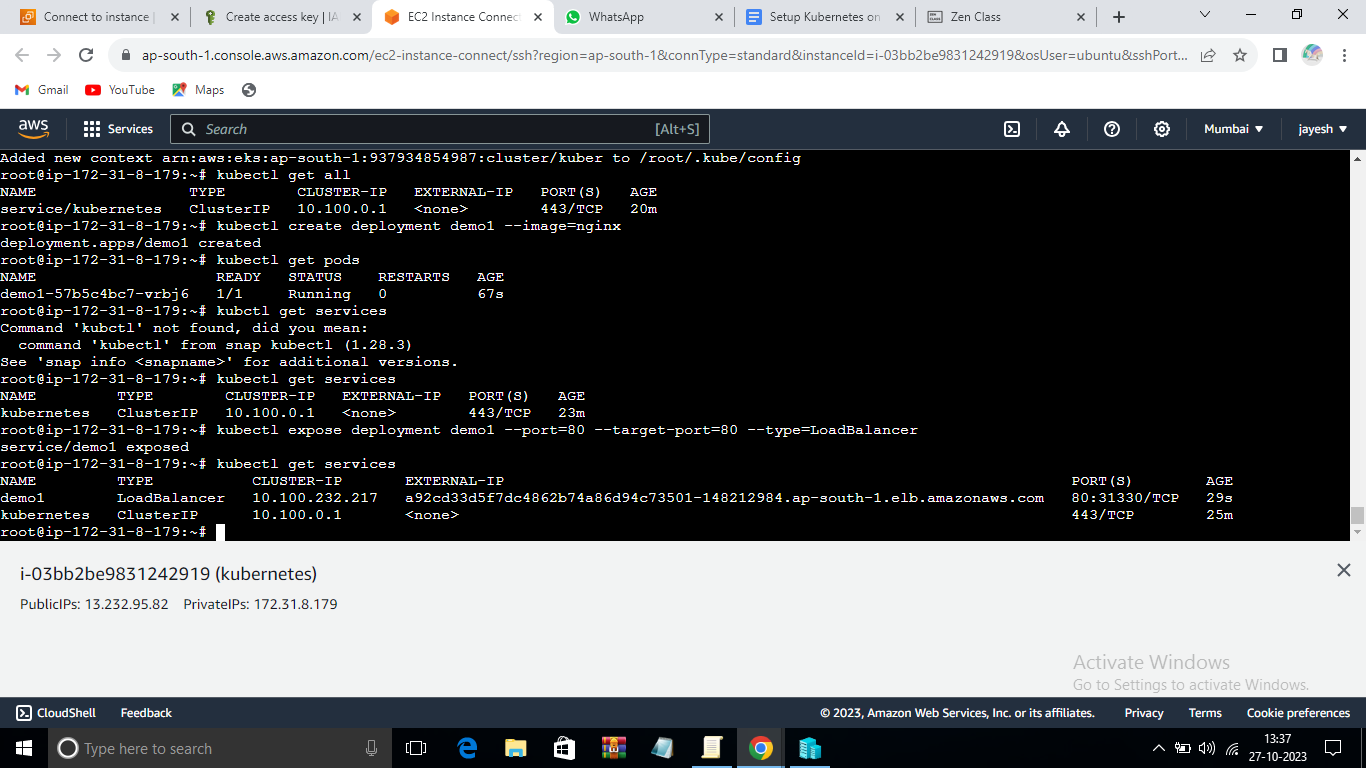 Connect to instance |
Create access key | IA
EC2 Instance Connect
WhatsApp
Setup Kubernetes on
Zen Class
ap-south-1.console.aws.amazon.com/ec2-instance-connect/ssh?region=ap-south-1&connType=standard&instanceId=i-03bb2be9831242919&osUser=ubuntu&sshPort...
Gmail YouTube Maps
aws Services Search [Alt+S] Mumbai jayesh
Added new context arn:aws:eks:ap-south-1:937934854987:cluster/kuber to /root/.kube/config
root@ip-172-31-8-179:~# kubectl get all
NAME TYPE CLUSTER-IP EXTERNAL-IP PORT(S) AGE
service/kubernetes ClusterIP 10.100.0.1 <none> 443/TCP 20m
root@ip-172-31-8-179:~# kubectl create deployment demo1 --image=nginx
deployment.apps/demo1 created
root@ip-172-31-8-179:~# kubectl get pods
NAME READY STATUS RESTARTS AGE
demo1-57b5c4bc7-vrbj6 1/1 Running 0 67s
root@ip-172-31-8-179:~# kubctl get services
Command 'kubctl' not found, did you mean:
command 'kubectl' from snap kubectl (1.28.3)
See 'snap info <snapname>' for additional versions.
root@ip-172-31-8-179:~# kubectl get services
NAME TYPE CLUSTER-IP EXTERNAL-IP PORT(S) AGE
kubernetes ClusterIP 10.100.0.1 <none> 443/TCP 23m
root@ip-172-31-8-179:~# kubectl expose deployment demo1 --port=80 --target-port=80 --type=LoadBalancer
service/demo1 exposed
root@ip-172-31-8-179:~# kubectl get services
NAME TYPE CLUSTER-IP EXTERNAL-IP PORT(S) AGE
demo1 LoadBalancer 10.100.232.217 a92cd33d5f7dc4862b74a86d94c73501-148212984.ap-south-1.elb.amazonaws.com 80:31330/TCP 29s
kubernetes ClusterIP 10.100.0.1 <none> 443/TCP 25m
root@ip-172-31-8-179:~#
i-03bb2be9831242919 (kubernetes)
PublicIPs: 13.232.95.82 PrivateIPs: 172.31.8.179
Activate Windows
Go to Settings to activate Windows.
CloudShell Feedback © 2023, Amazon Web Services, Inc. or its affiliates. Privacy Terms Cookie preferences
Type here to search
13:37
27-10-2023